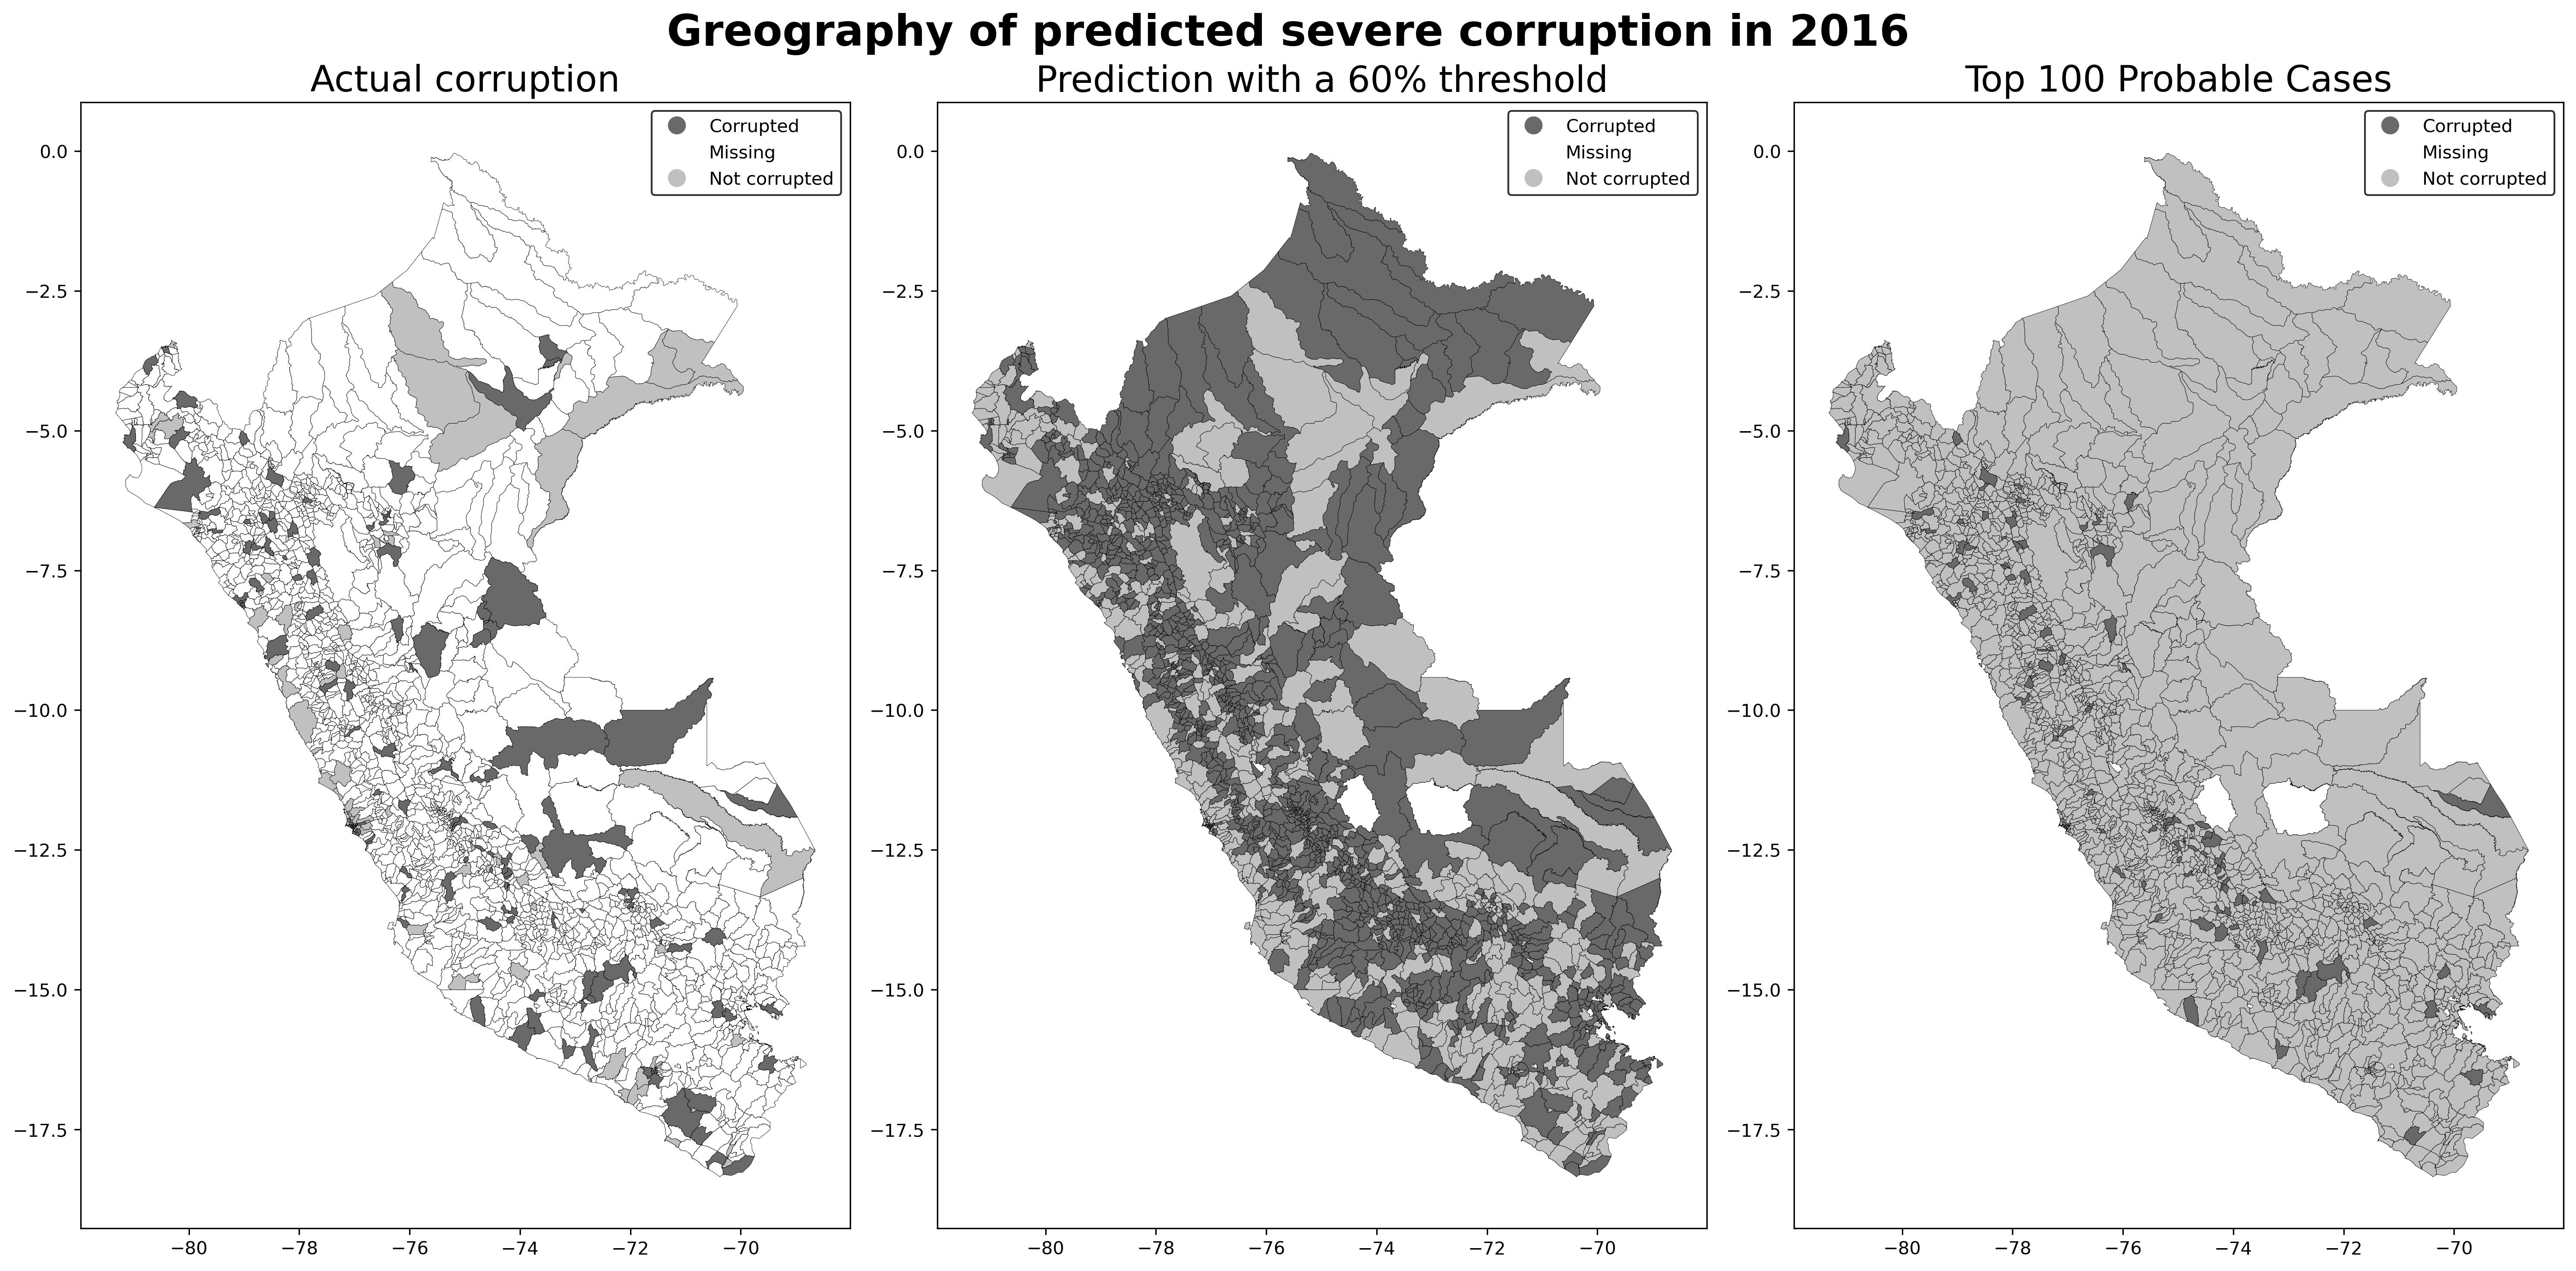 Greography of predicted severe corruption in 2016
Actual corruption
Corrupted
Missing
Not corrupted
0.0
−2.5
−5.0
−7.5
−10.0
−12.5
−15.0
−17.5
−80 −78 −76 −74 −72 −70
Prediction with a 60% threshold
Corrupted
Missing
Not corrupted
0.0
−2.5
−5.0
−7.5
−10.0
−12.5
−15.0
−17.5
−80 −78 −76 −74 −72 −70
Top 100 Probable Cases
Corrupted
Missing
Not corrupted
0.0
−2.5
−5.0
−7.5
−10.0
−12.5
−15.0
−17.5
−80 −78 −76 −74 −72 −70